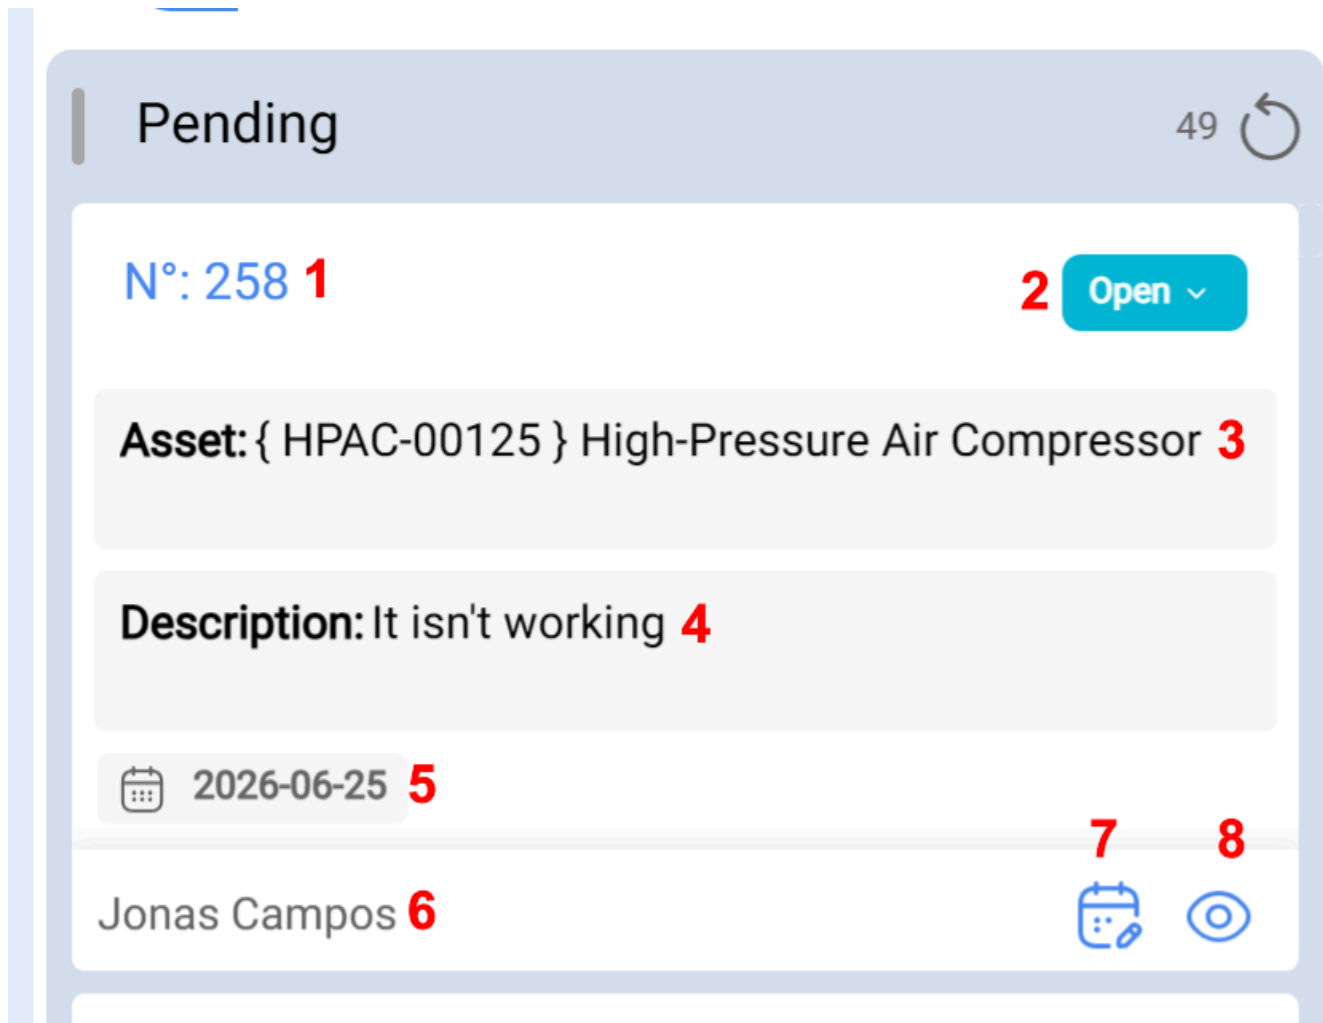 Pending 49
N°: 258 1
2 Open
Asset: { HPAC-00125 } High-Pressure Air Compressor 3
Description: It isn't working 4
2026-06-25 5
7 8
Jonas Campos 6